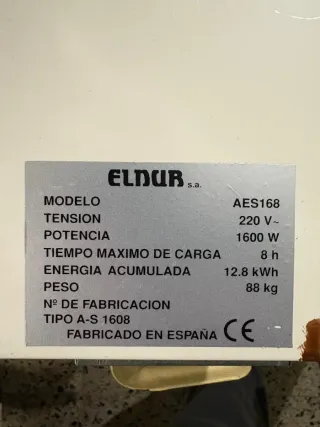 ELNUR s.a.
MODELO AES168
TENSION 220 V~
POTENCIA 1600 W
TIEMPO MAXIMO DE CARGA 8 h
ENERGIA ACUMULADA 12.8 kWh
PESO 88 kg
Nº DE FABRICACION
TIPO A-S 1608
FABRICADO EN ESPAÑA CE